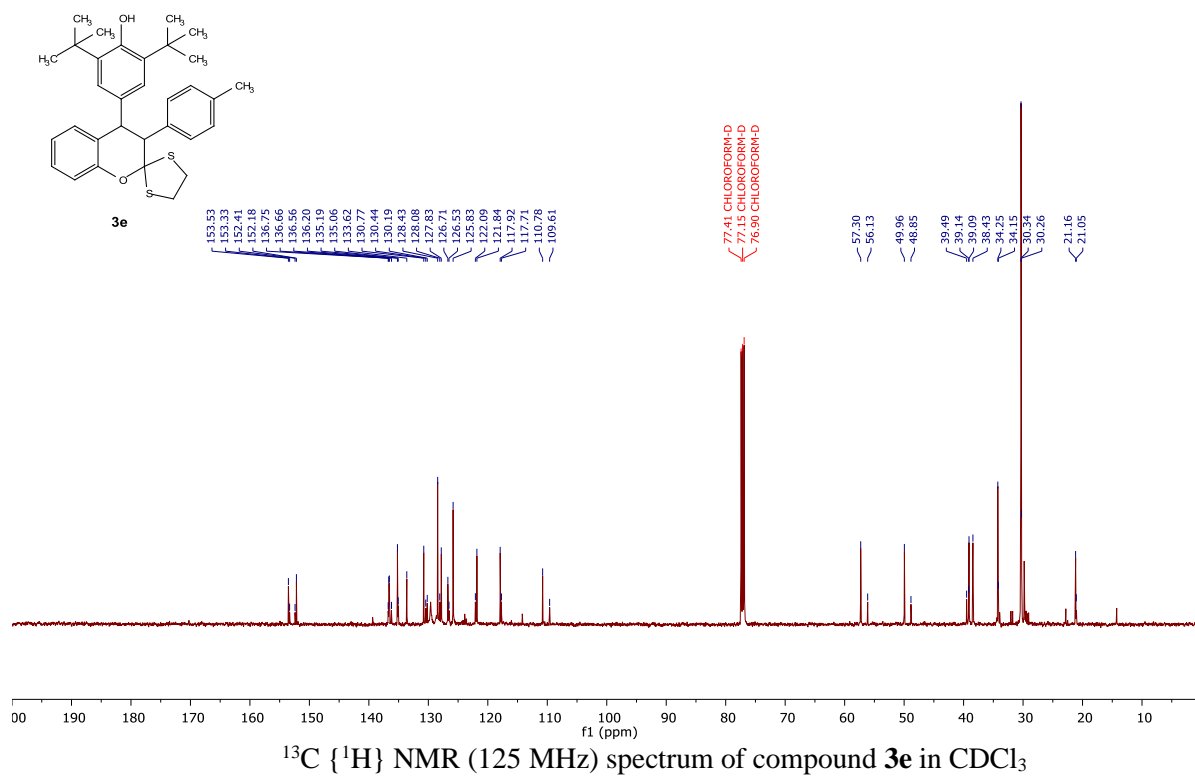 CH₃ OH CH₃
H₃C CH₃
CH₃ CH₃
H₃C CH₃
CH₃
S
O
S
3e
153.53
153.33
152.41
152.18
136.75
136.66
136.56
136.20
135.19
135.06
133.62
130.77
130.44
130.19
128.43
128.08
127.83
126.71
126.53
125.83
122.09
121.84
117.92
117.71
110.78
109.61
77.41 CHLOROFORM-D
77.15 CHLOROFORM-D
76.90 CHLOROFORM-D
57.30
56.13
49.96
48.85
39.49
39.14
39.09
38.43
34.25
34.15
30.34
30.26
21.16
21.05
00 190 180 170 160 150 140 130 120 110 100 90 80 70 60 50 40 30 20 10
f1 (ppm)
¹³C {¹H} NMR (125 MHz) spectrum of compound 3e in CDCl₃